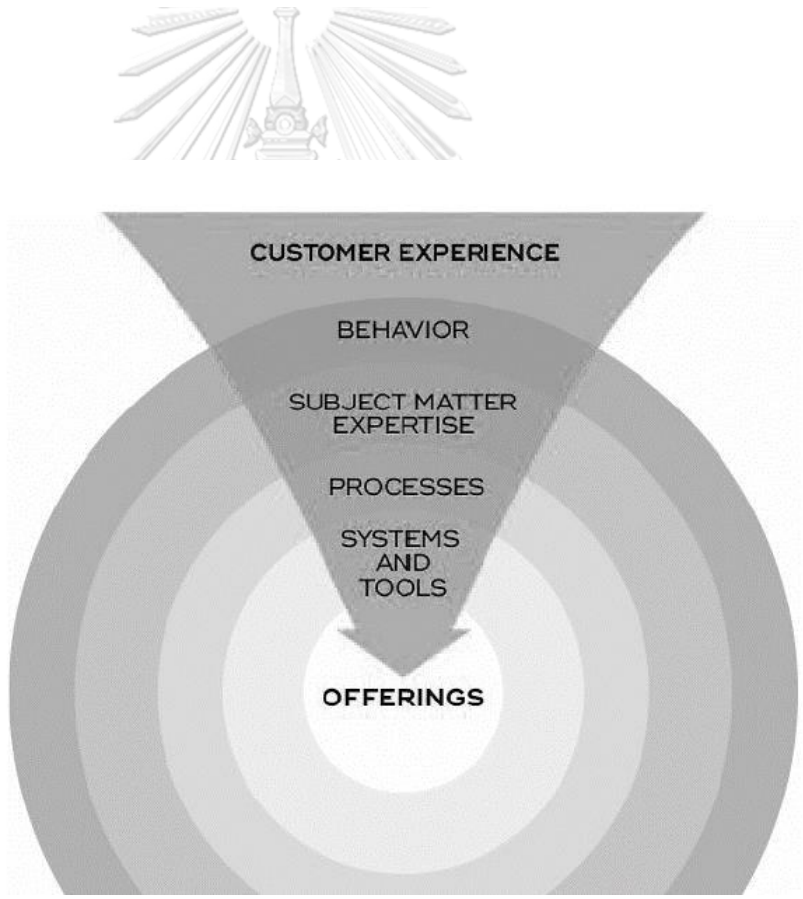 CUSTOMER EXPERIENCE
BEHAVIOR
SUBJECT MATTER
EXPERTISE
PROCESSES
SYSTEMS
AND
TOOLS
OFFERINGS